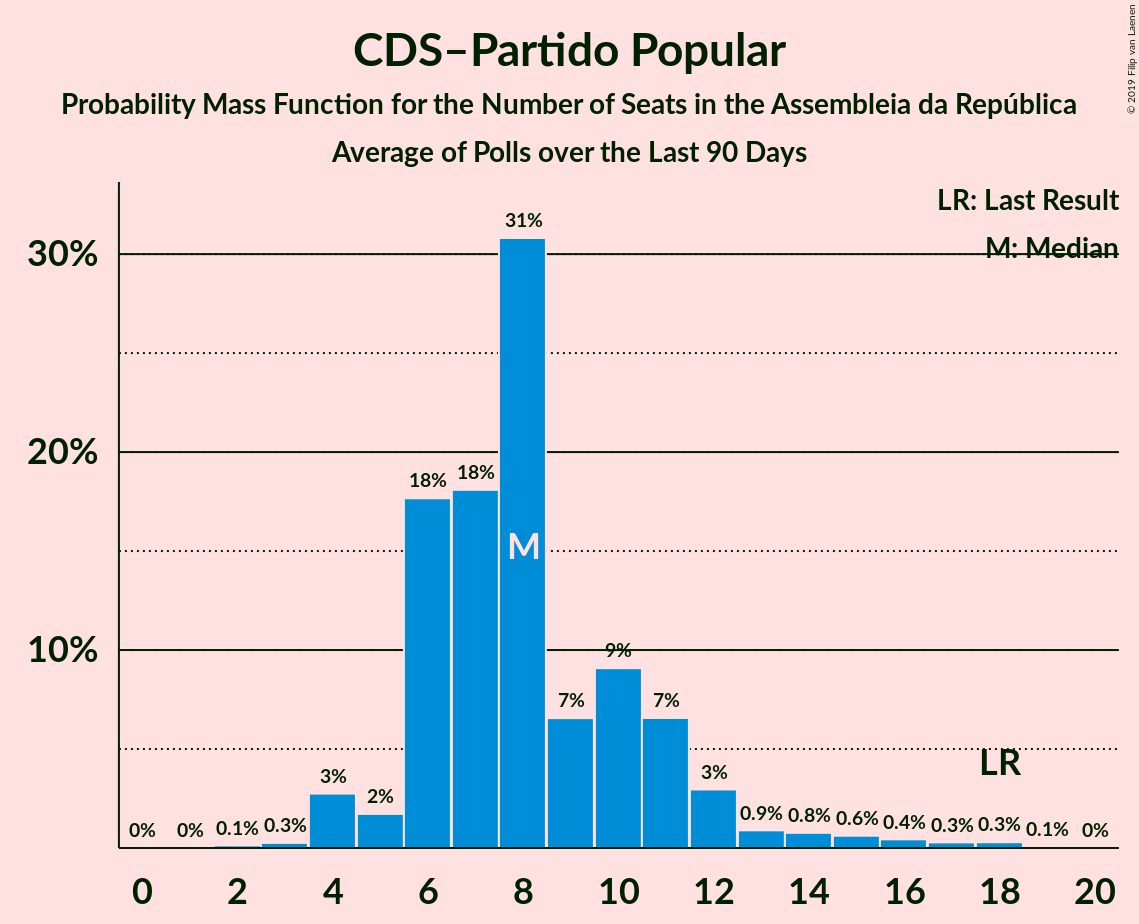 © 2019 Filip van Laenen
CDS–Partido Popular
Probability Mass Function for the Number of Seats in the Assembleia da República
Average of Polls over the Last 90 Days
LR: Last Result
M: Median
30%
20%
10%
0%
0%
0.1%
0.3%
3%
2%
18%
18%
31%
7%
9%
7%
3%
0.9%
0.8%
0.6%
0.4%
0.3%
0.3%
0.1%
0%
M
LR
0 2 4 6 8 10 12 14 16 18 20